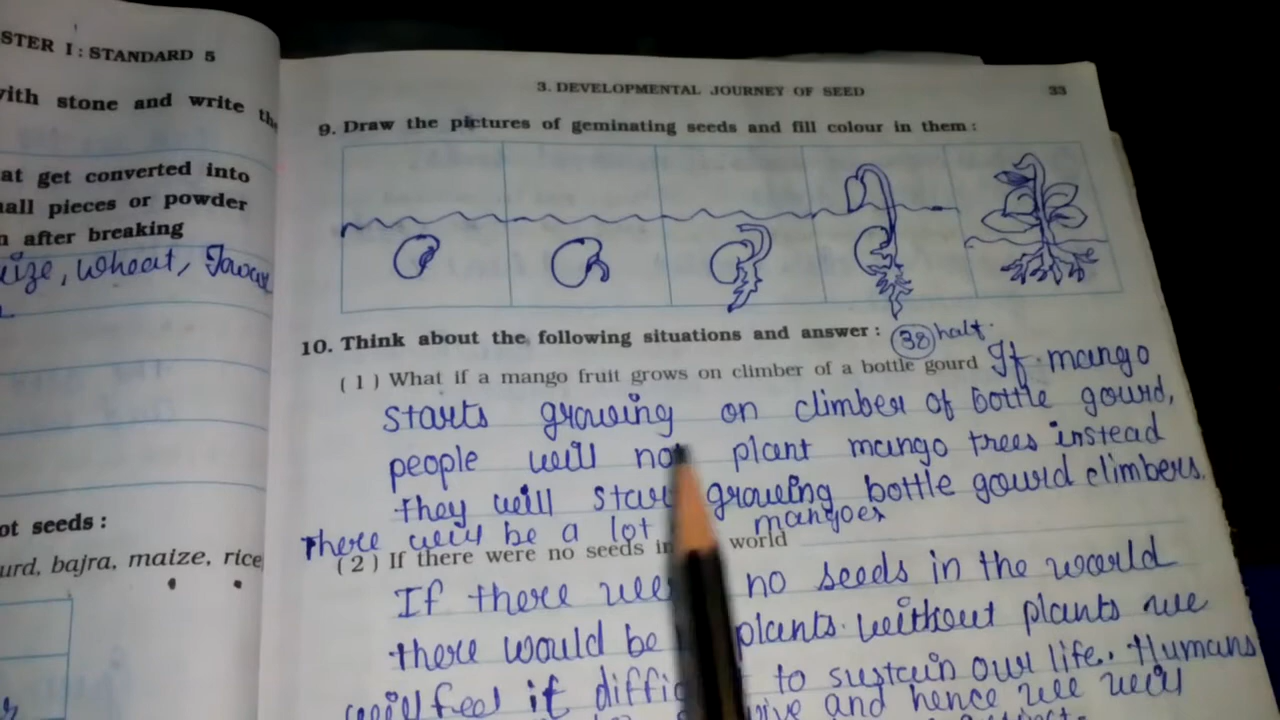 STER I : STANDARD 5
with stone and write the
at get converted into
mall pieces or powder
n after breaking
ize, wheat,
ot seeds :
urd, bajra, maize, rice
3. DEVELOPMENTAL JOURNEY OF SEED 33
9. Draw the pictures of geminating seeds and fill colour in them :
10. Think about the following situations and answer : 38 half.
( 1 ) What if a mango fruit grows on climber of a bottle gourd If mango
starts growing on climber of bottle gourd,
people will not plant mango trees instead
they will start growing bottle gourd climbers.
There will be a lot mangoes
( 2 ) If there were no seeds in world
If there were no seeds in the world
there would be plants. without plants we
will feel it difficult to sustain our life. Humans
and hence we will